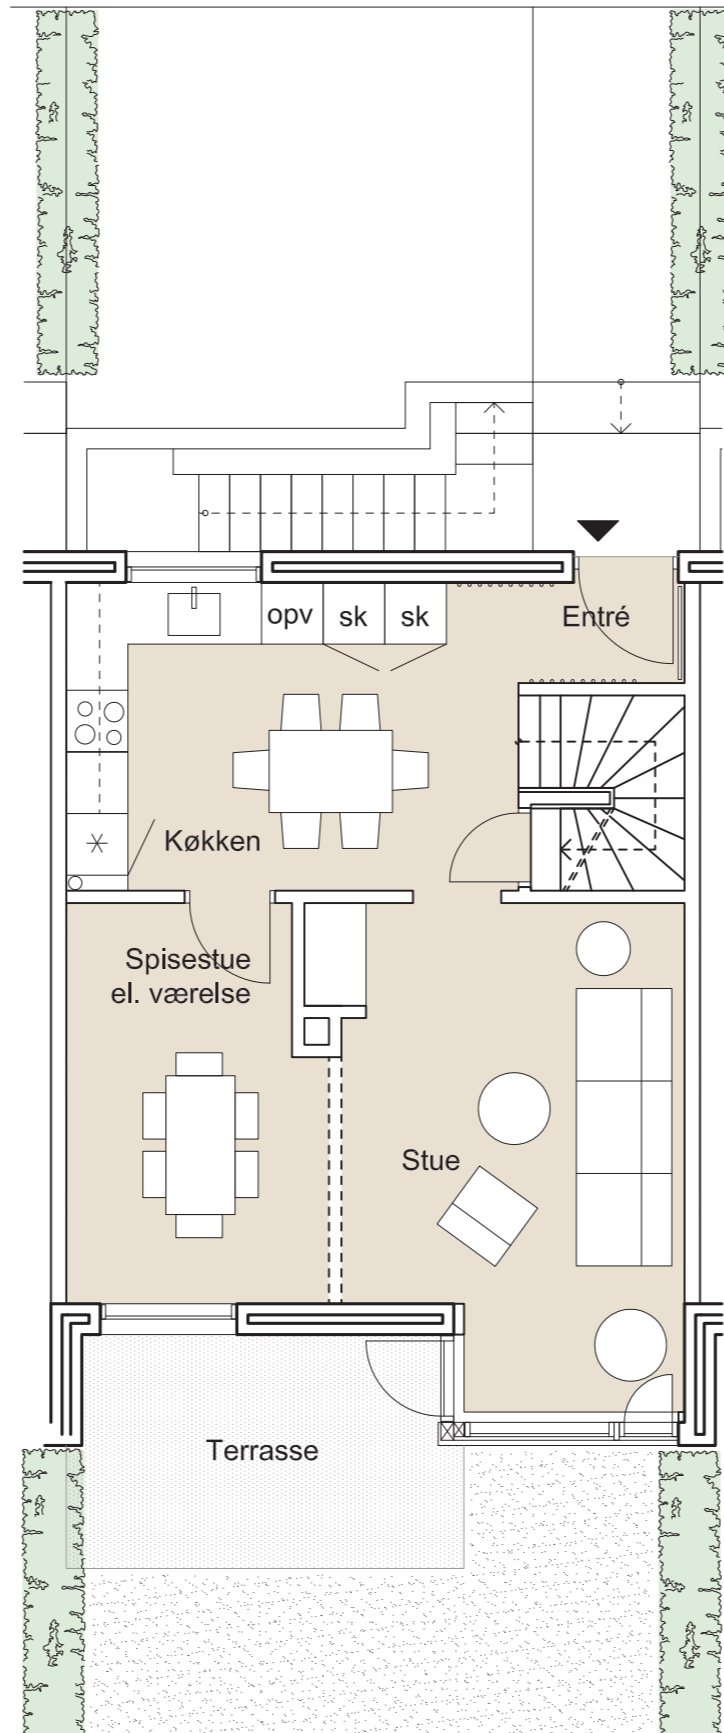 opv
sk
sk
Entré
Køkken
Spisestue
el. værelse
Stue
Terrasse